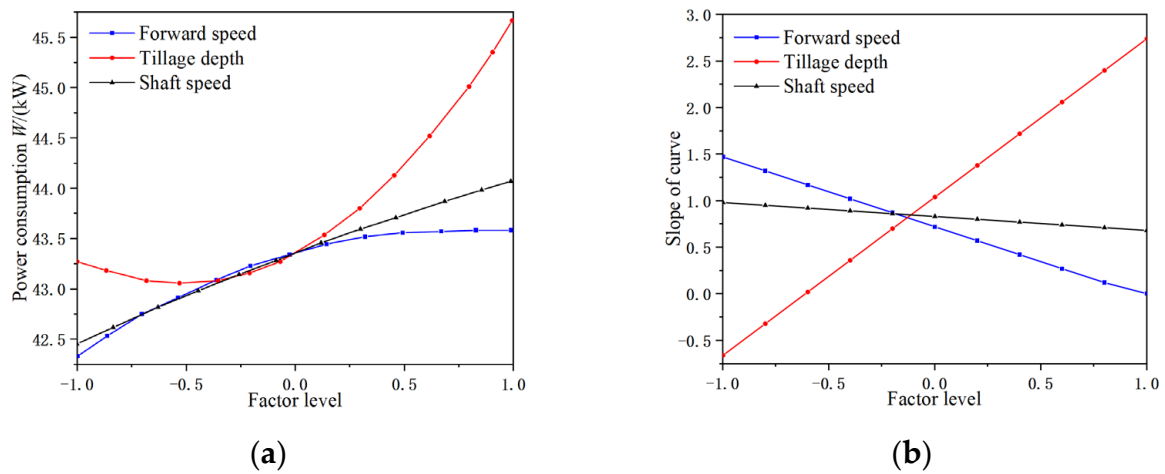 Forward speed
Tillage depth
Shaft speed
Power consumption W/(kW)
45.5
45.0
44.5
44.0
43.5
43.0
42.5
-1.0 -0.5 0.0 0.5 1.0
Factor level
(a)
Forward speed
Tillage depth
Shaft speed
Slope of curve
3.0
2.5
2.0
1.5
1.0
0.5
0.0
-0.5
-1.0 -0.5 0.0 0.5 1.0
Factor level
(b)